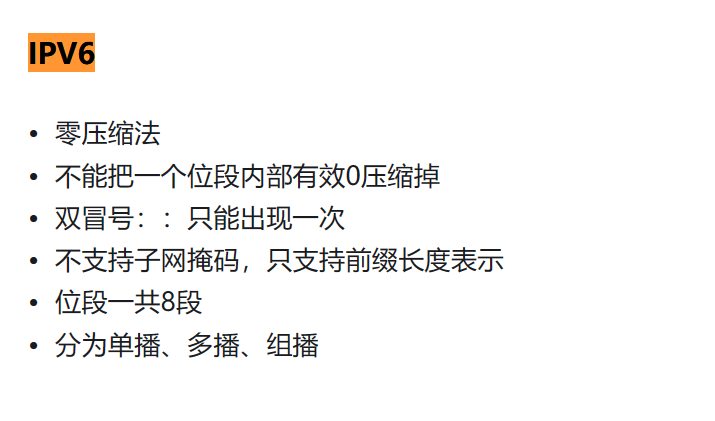 IPV6
• 零压缩法
• 不能把一个位段内部有效0压缩掉
• 双冒号：：只能出现一次
• 不支持子网掩码，只支持前缀长度表示
• 位段一共8段
• 分为单播、多播、组播